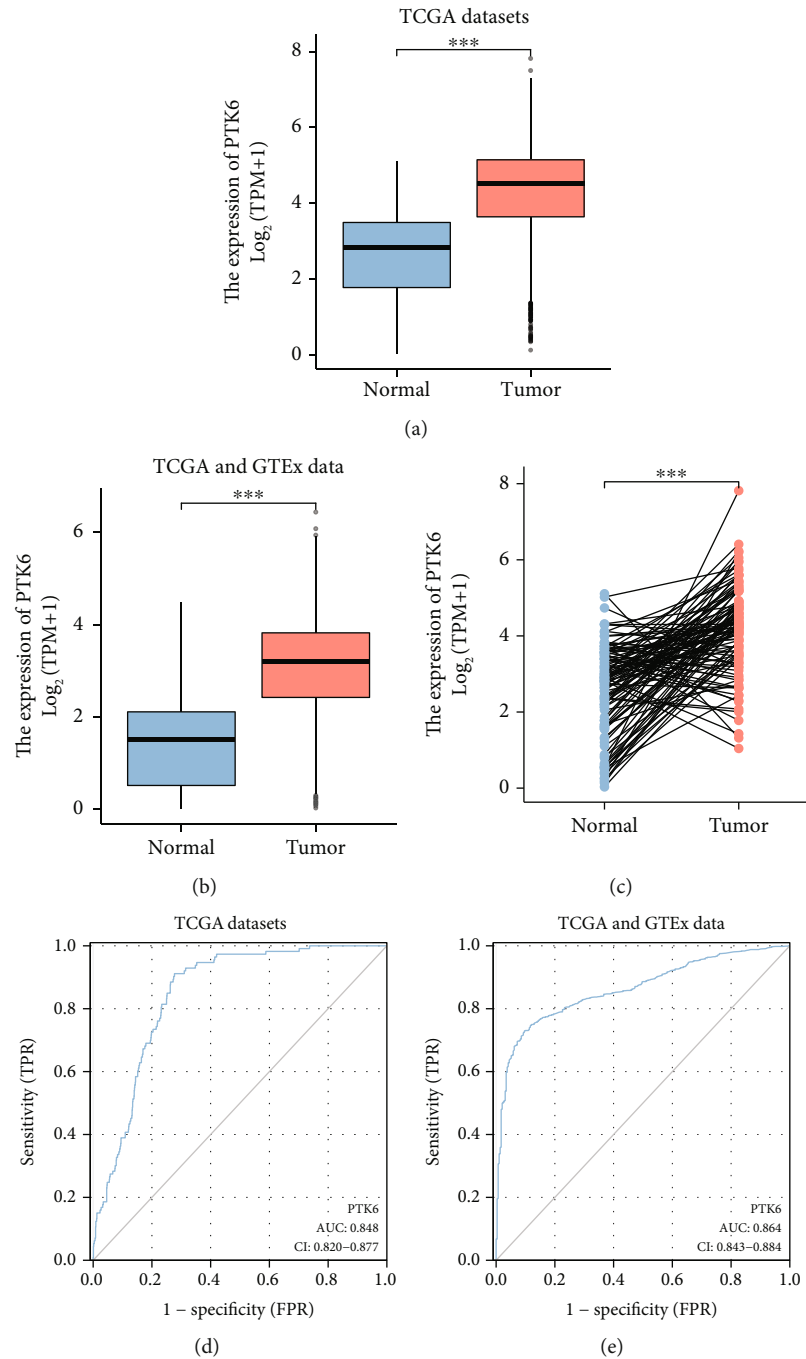 TCGA datasets
***
The expression of PTK6
Log2 (TPM+1)
8
6
4
2
0
Normal
Tumor
(a)
TCGA and GTEx data
***
The expression of PTK6
Log2 (TPM+1)
6
4
2
0
Normal
Tumor
(b)
***
The expression of PTK6
Log2 (TPM+1)
8
6
4
2
0
Normal
Tumor
(c)
TCGA datasets
Sensitivity (TPR)
1.0
0.8
0.6
0.4
0.2
0.0
PTK6
AUC: 0.848
CI: 0.820–0.877
0.0 0.2 0.4 0.6 0.8 1.0
1 − specificity (FPR)
(d)
TCGA and GTEx data
Sensitivity (TPR)
1.0
0.8
0.6
0.4
0.2
0.0
PTK6
AUC: 0.864
CI: 0.843–0.884
0.0 0.2 0.4 0.6 0.8 1.0
1 − specificity (FPR)
(e)